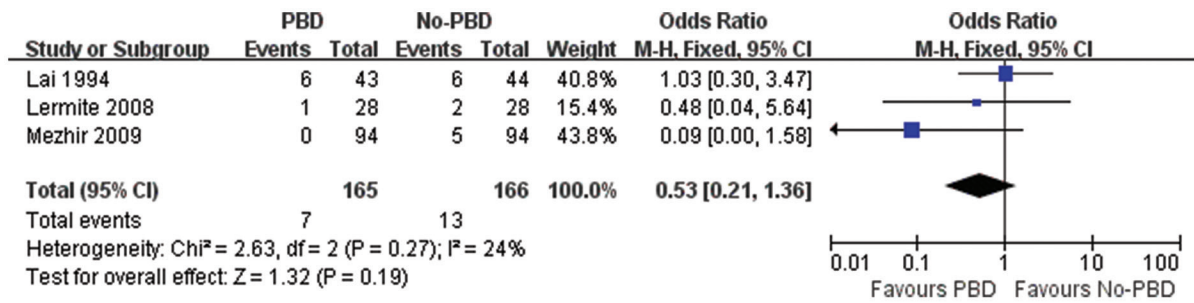 PBD No-PBD Odds Ratio Odds Ratio
Study or Subgroup Events Total Events Total Weight M-H, Fixed, 95% CI M-H, Fixed, 95% CI
Lai 1994 6 43 6 44 40.8% 1.03 [0.30, 3.47]
Lermite 2008 1 28 2 28 15.4% 0.48 [0.04, 5.64]
Mezhir 2009 0 94 5 94 43.8% 0.09 [0.00, 1.58]
Total (95% CI) 165 166 100.0% 0.53 [0.21, 1.36]
Total events 7 13
Heterogeneity: Chi² = 2.63, df = 2 (P = 0.27); I² = 24%
Test for overall effect: Z = 1.32 (P = 0.19)
0.01 0.1 1 10 100
Favours PBD Favours No-PBD